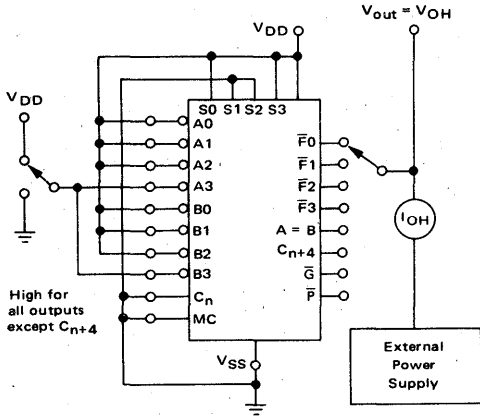 V_DD
V_out = V_OH
V_DD
S0 S1 S2 S3
A0
A1
A2
A3
B0
B1
B2
B3
C_n
MC
F̅0
F̅1
F̅2
F̅3
A = B
C_n+4
G̅
P̅
I_OH
High for
all outputs
except C_n+4
V_SS
External
Power
Supply